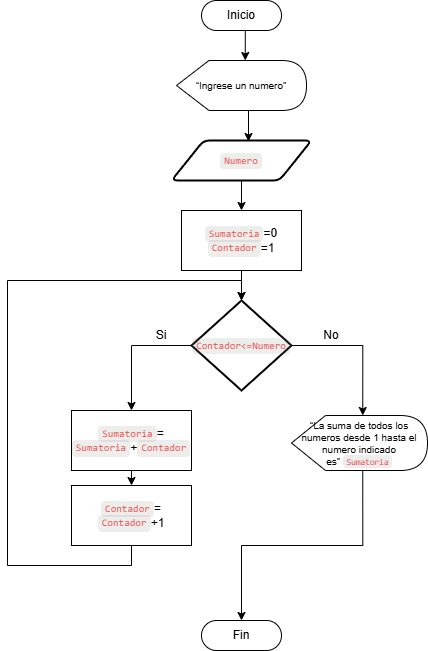 Inicio
"Ingrese un numero"
Numero
Sumatoria =0
Contador =1
Contador<=Numero
Si
No
Sumatoria =
Sumatoria + Contador
Contador =
Contador +1
"La suma de todos los
numeros desde 1 hasta el
numero indicado
es" Sumatoria
Fin